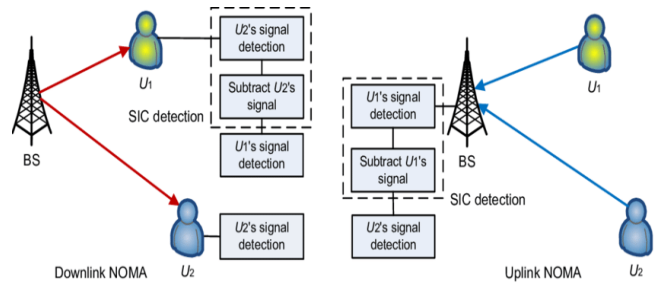 U2's signal
detection
Subtract U2's
signal
SIC detection
U1's signal
detection
U1
BS
U2's signal
detection
U2
Downlink NOMA
U1's signal
detection
Subtract U1's
signal
SIC detection
U2's signal
detection
BS
U1
U2
Uplink NOMA